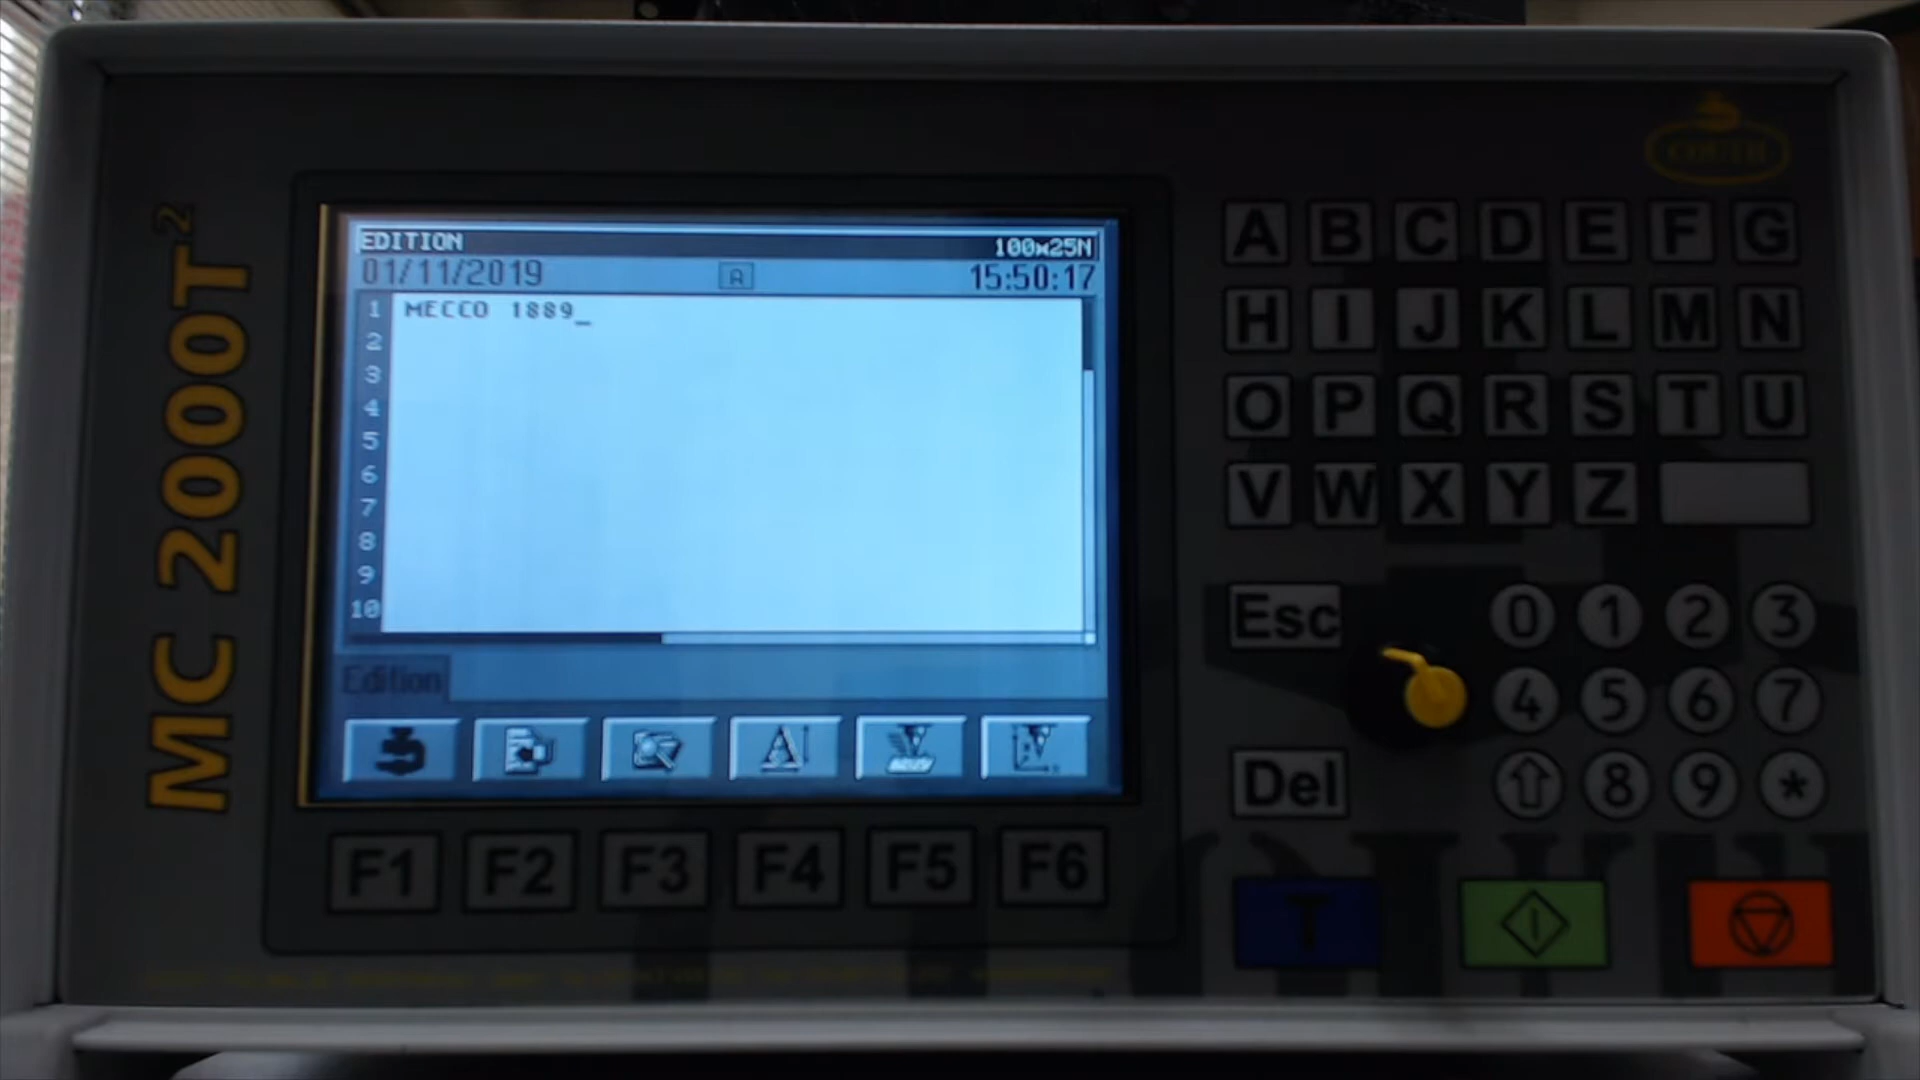 MC 2000T²
COUTH
EDITION 100x25N
01/11/2019 A 15:50:17
1 MECCO 1889_
2
3
4
5
6
7
8
9
10
Edition
F1 F2 F3 F4 F5 F6
A B C D E F G
H I J K L M N
O P Q R S T U
V W X Y Z
Esc 0 1 2 3
4 5 6 7
Del 8 9 *
T